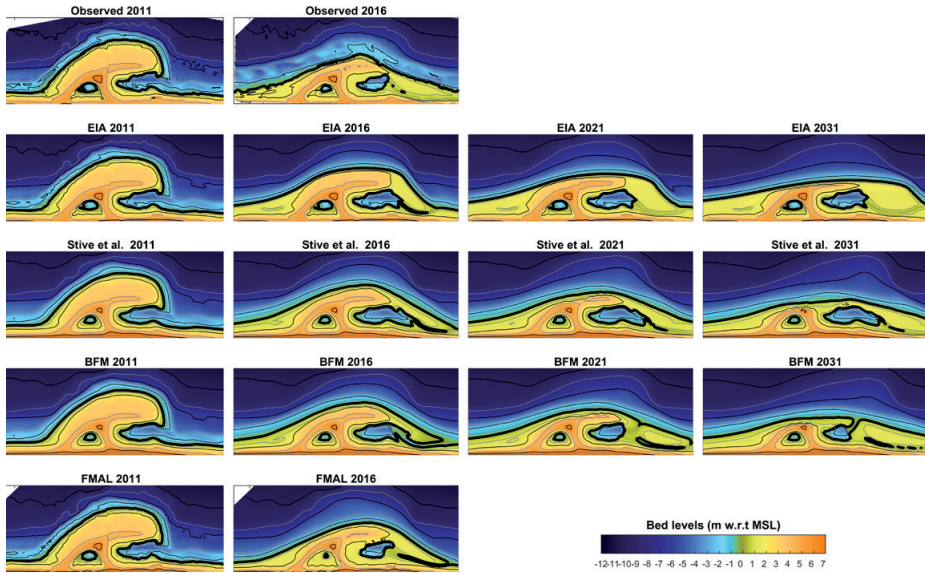 Observed 2011 Observed 2016
EIA 2011 EIA 2016 EIA 2021 EIA 2031
Stive et al. 2011 Stive et al. 2016 Stive et al. 2021 Stive et al. 2031
BFM 2011 BFM 2016 BFM 2021 BFM 2031
FMAL 2011 FMAL 2016
Bed levels (m w.r.t MSL)
-12 -11 -10 -9 -8 -7 -6 -5 -4 -3 -2 -1 0 1 2 3 4 5 6 7